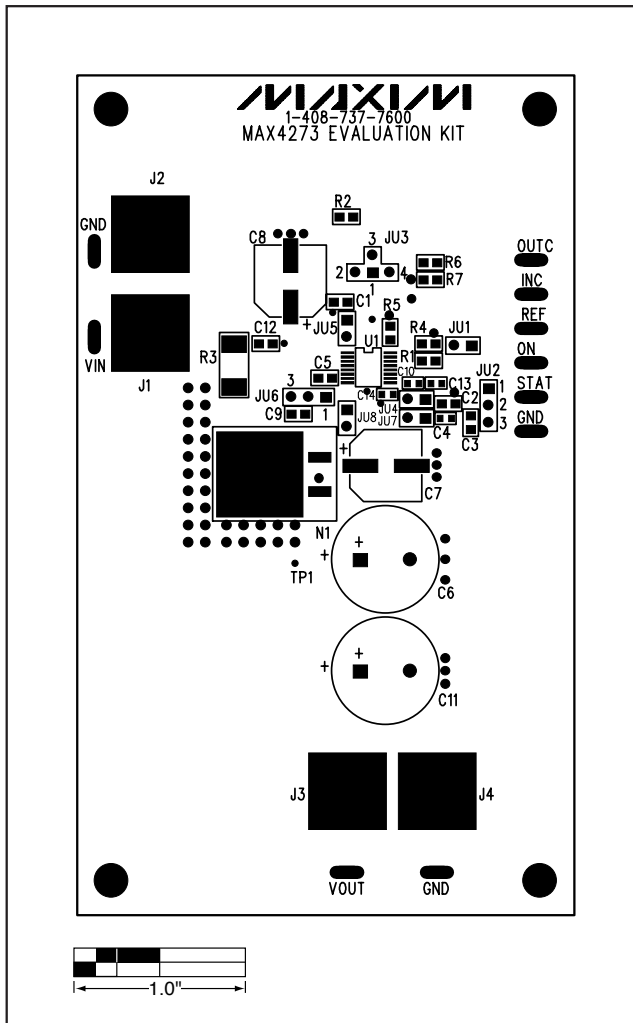 MAXIM
1-408-737-7600
MAX4273 EVALUATION KIT
J2
R2
GND
C8
3
JU3
2
4
1
R6
R7
OUTC
INC
REF
ON
STAT
GND
C1
+
JU5
R5
C12
U1
R4
JU1
R1
R3
VIN
J1
C5
C10
C13
JU2
1
2
3
JU6
3
1
C14
JU4
C2
C9
JU8
JU7
C4
C3
+
C7
N1
TP1
+
+
C6
+
+
C11
J3
J4
VOUT
GND
1.0"